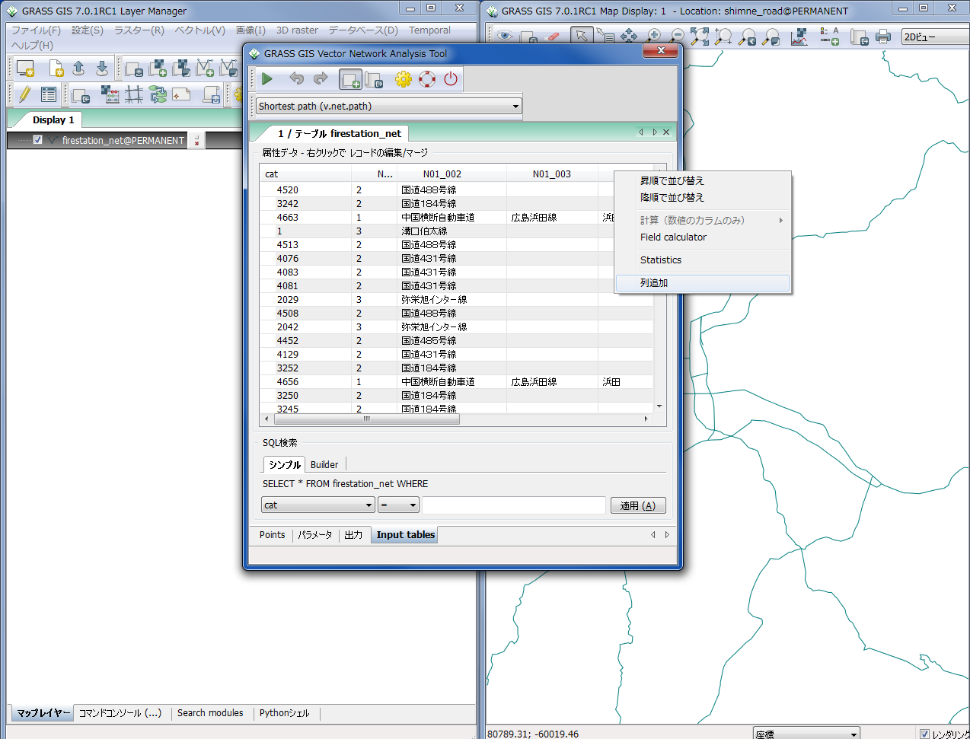 GRASS GIS 7.0.1RC1 Layer Manager
ファイル(F) 設定(S) ラスター(R) ベクトル(V) 画像(I) 3D raster データベース(D) Temporal
ヘルプ(H)
Display 1
firestation_net@PERMANENT
マップレイヤー コマンドコンソール (...) Search modules Pythonシェル
GRASS GIS Vector Network Analysis Tool
Shortest path (v.net.path)
1 / テーブル firestation_net
属性データ - 右クリックで レコードの編集/マージ
cat N... N01_002 N01_003
4520 2 国道488号線
3242 2 国道184号線
4663 1 中国横断自動車道 広島浜田線 浜田
1 3 溝口伯太線
4513 2 国道488号線
4076 2 国道431号線
4083 2 国道431号線
4081 2 国道431号線
2029 3 弥栄旭インター線
4508 2 国道488号線
2042 3 弥栄旭インター線
4452 2 国道485号線
4129 2 国道431号線
3252 2 国道184号線
4656 1 中国横断自動車道 広島浜田線 浜田
3250 2 国道184号線
3245 2 国道184号線
SQL検索
シンプル Builder
SELECT * FROM firestation_net WHERE
cat = 適用 (A)
Points パラメータ 出力 Input tables
昇順で並び替え
降順で並び替え
計算（数値のカラムのみ）
Field calculator
Statistics
列追加
GRASS GIS 7.0.1RC1 Map Display: 1 - Location: shimne_road@PERMANENT
2Dビュー
80789.31; -60019.46 座標 レンダリング